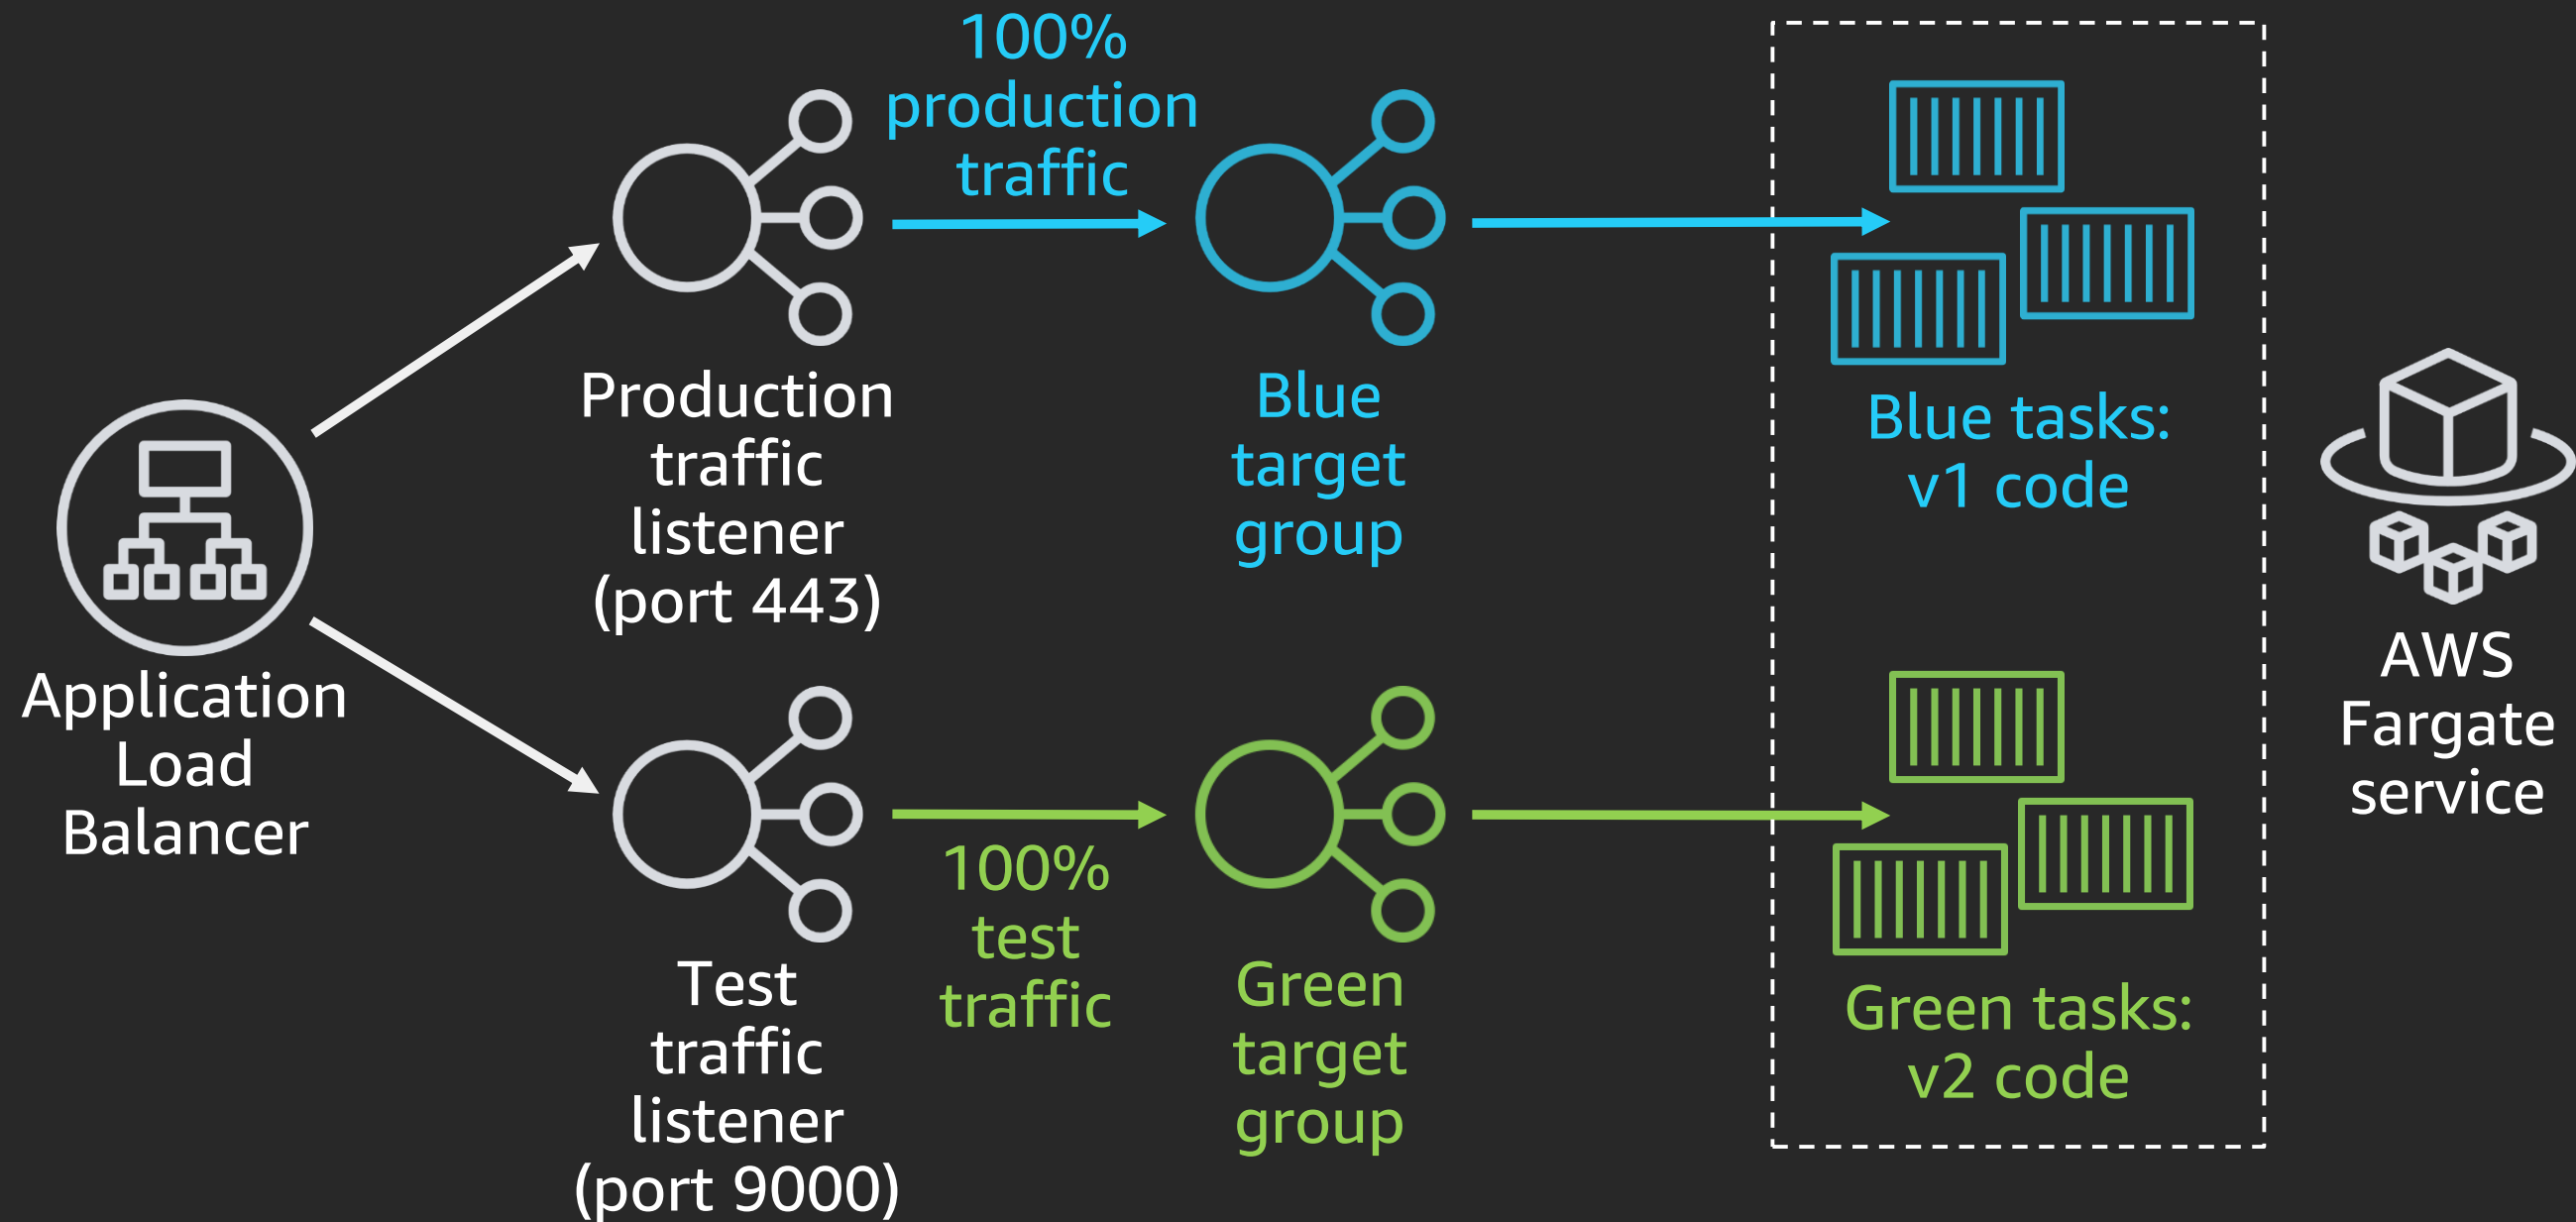 Application
Load
Balancer
Production
traffic
listener
(port 443)
100%
production
traffic
Blue
target
group
Blue tasks:
v1 code
Test
traffic
listener
(port 9000)
100%
test
traffic
Green
target
group
Green tasks:
v2 code
AWS
Fargate
service